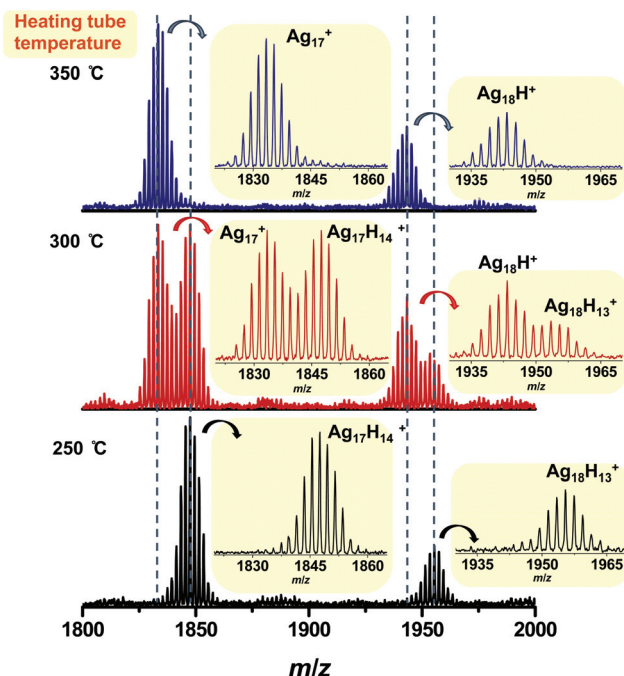 Heating tube
temperature
350 ℃
Ag₁₇⁺
1830 1845 1860
m/z
Ag₁₈H⁺
1935 1950 1965
m/z
300 ℃
Ag₁₇⁺ Ag₁₇H₁₄⁺
1830 1845 1860
m/z
Ag₁₈H⁺
Ag₁₈H₁₃⁺
1935 1950 1965
m/z
250 ℃
Ag₁₇H₁₄⁺
1830 1845 1860
m/z
Ag₁₈H₁₃⁺
1935 1950 1965
m/z
1800 1850 1900 1950 2000
m/z